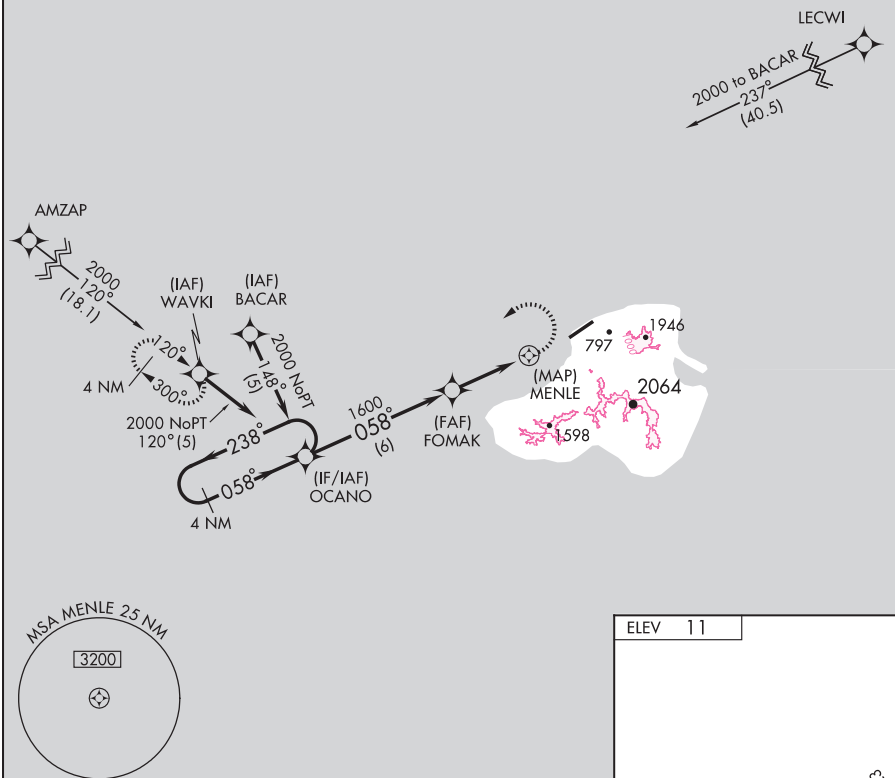 LECWI
2000 to BACAR
237°
(40.5)
AMZAP
2000
120°
(18.1)
(IAF)
WAVKI
(IAF)
BACAR
2000 NoPT
148°
(5)
120°
300°
4 NM
2000 NoPT
120° (5)
238°
058°
4 NM
(IF/IAF)
OCANO
1600
058°
(6)
(FAF)
FOMAK
(MAP)
MENLE
797
1946
2064
1598
MSA MENLE 25 NM
3200
ELEV 11